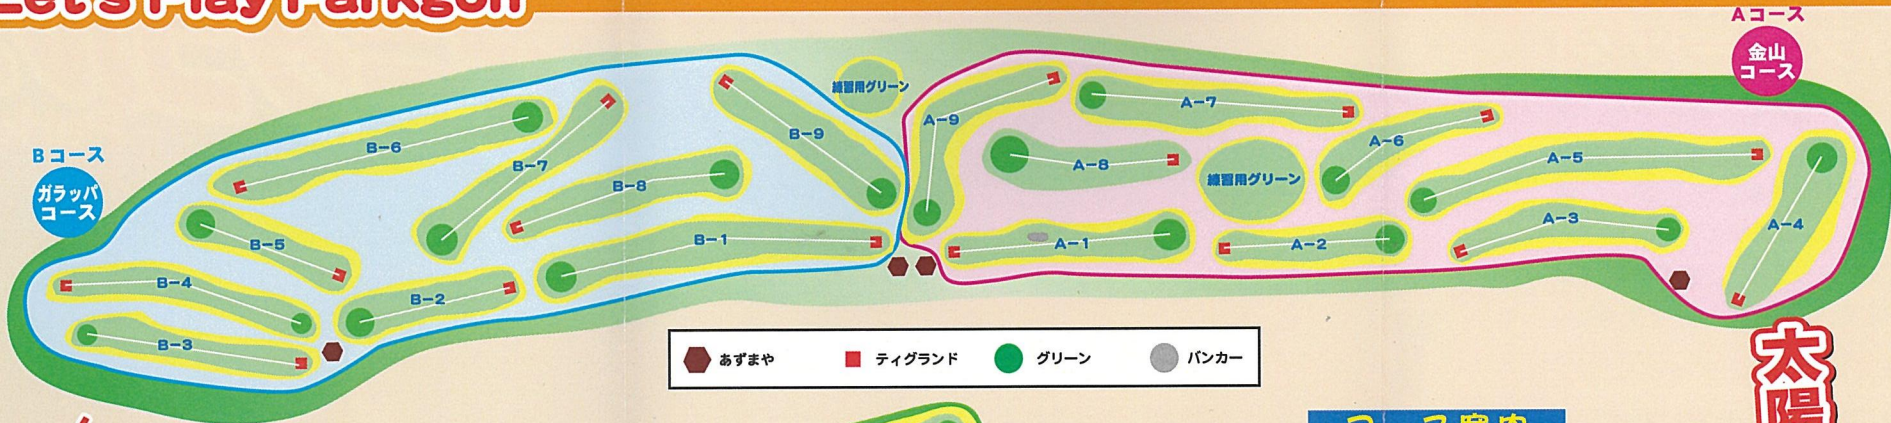 Let's Play Parkgolf
Aコース
金山
コース
Bコース
ガラッパ
コース
練習用グリーン
B-6
B-7
B-9
B-8
B-5
B-1
B-4
B-2
B-3
A-9
A-7
A-6
A-8
練習用グリーン
A-5
A-3
A-4
A-1
A-2
あずまや
ティグランド
グリーン
バンカー
太陽